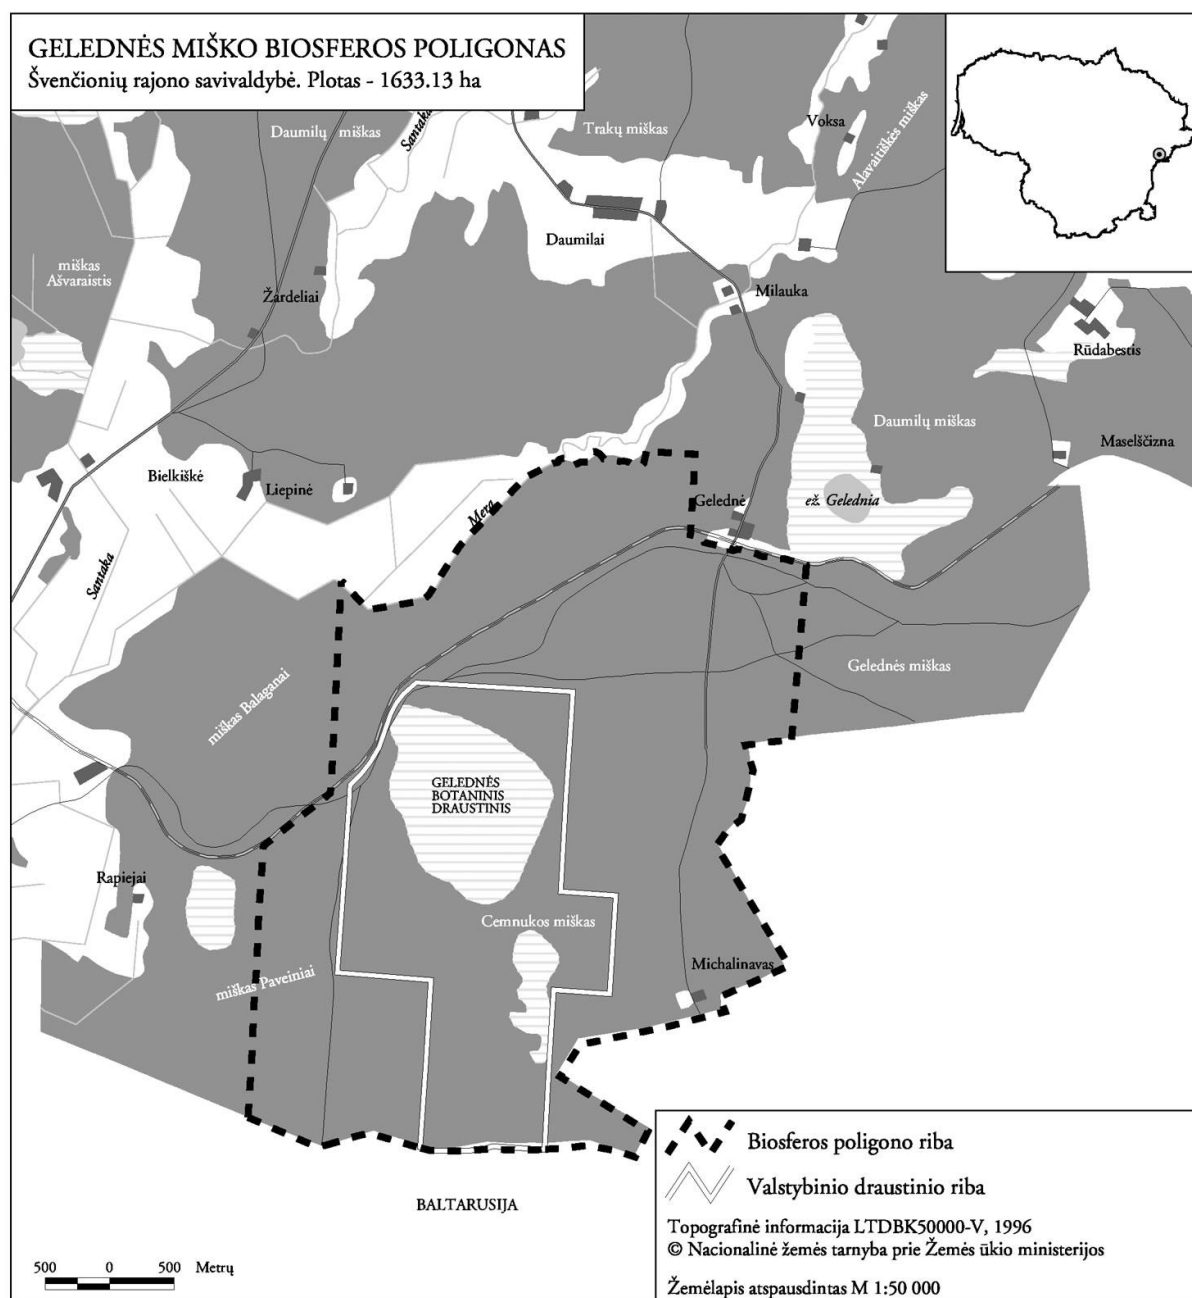 GELEDNĖS MIŠKO BIOSFEROS POLIGONAS
Švenčionių rajono savivaldybė. Plotas - 1633.13 ha
Daumilų miškas
Santaka
Trakų miškas
Voksa
Alavaitiškės miškas
Daumilai
miškas
Ašvaraistis
Žardeliai
Milauka
Rūdabestis
Daumilų miškas
Maselščizna
Bielkiškė
Liepinė
Mera
Gelednė
ež. Gelednia
Santaka
Gelednės miškas
miškas Balaganai
GELEDNĖS
BOTANINIS
DRAUSTINIS
Rapiejai
Cemnukos miškas
miškas Paveiniai
Michalinavas
BALTARUSIJA
Biosferos poligono riba
Valstybinio draustinio riba
Topografinė informacija LTDBK50000-V, 1996
© Nacionalinė žemės tarnyba prie Žemės ūkio ministerijos
Žemėlapis atspausdintas M 1:50 000
500 0 500 Metrų